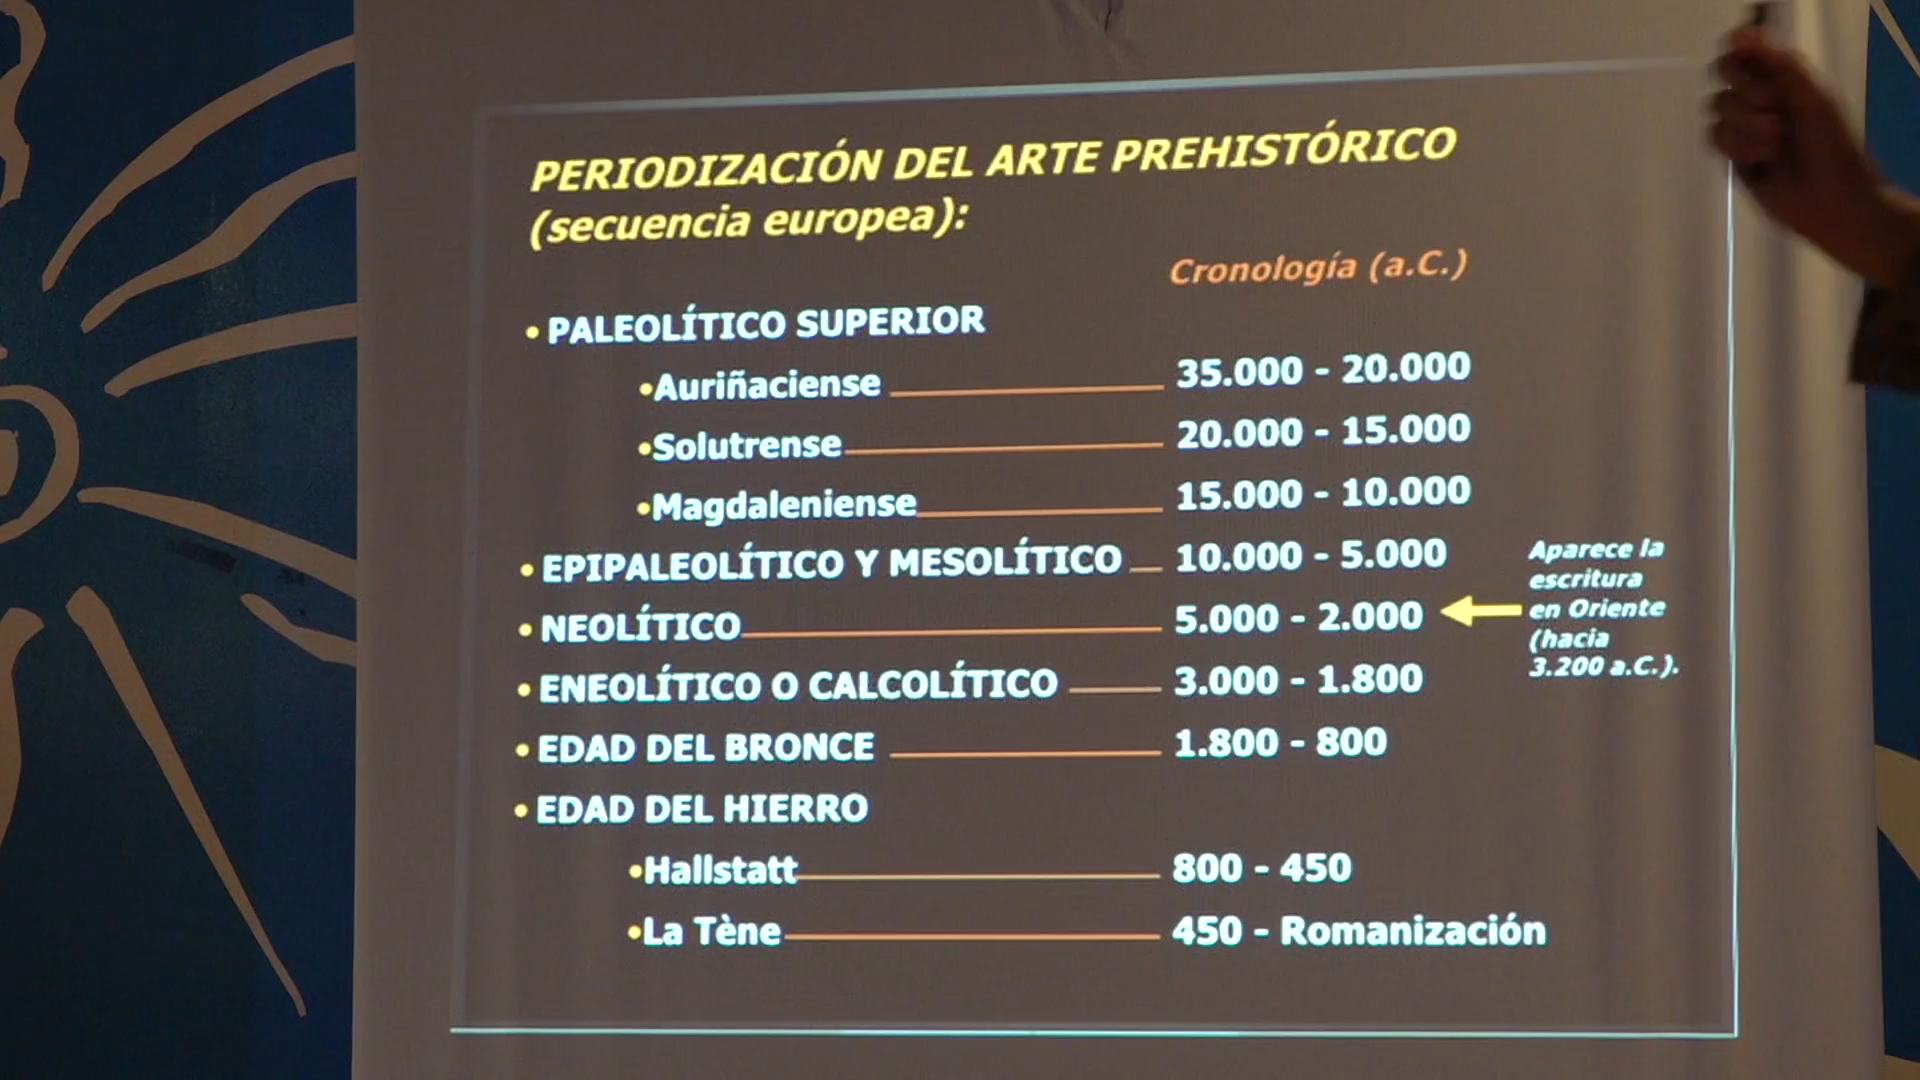 PERIODIZACIÓN DEL ARTE PREHISTÓRICO
(secuencia europea):
Cronología (a.C.)
• PALEOLÍTICO SUPERIOR
•Auriñaciense 35.000 - 20.000
•Solutrense 20.000 - 15.000
•Magdaleniense 15.000 - 10.000
• EPIPALEOLÍTICO Y MESOLÍTICO 10.000 - 5.000
• NEOLÍTICO 5.000 - 2.000
Aparece la
escritura
en Oriente
(hacia
3.200 a.C.).
• ENEOLÍTICO O CALCOLÍTICO 3.000 - 1.800
• EDAD DEL BRONCE 1.800 - 800
• EDAD DEL HIERRO
•Hallstatt 800 - 450
•La Tène 450 - Romanización